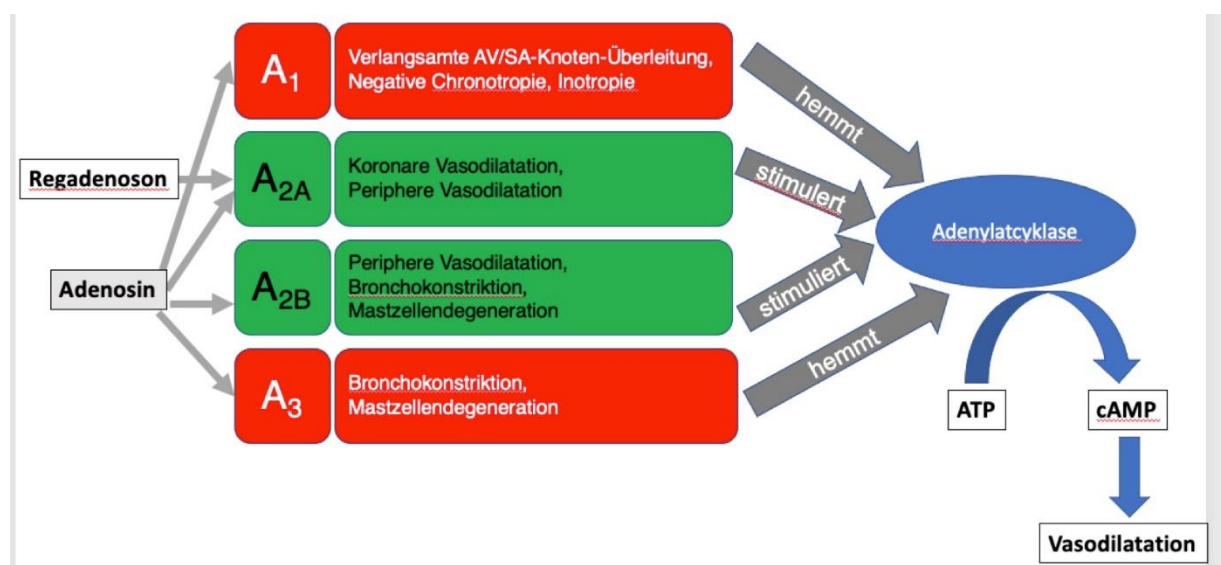 A1
Verlangsamte AV/SA-Knoten-Überleitung,
Negative Chronotropie, Inotropie
hemmt
Regadenoson
A2A
Koronare Vasodilatation,
Periphere Vasodilatation
stimulert
Adenylatcyklase
Adenosin
A2B
Periphere Vasodilatation,
Bronchokonstriktion,
Mastzellendegeneration
stimuliert
A3
Bronchokonstriktion,
Mastzellendegeneration
hemmt
ATP
cAMP
Vasodilatation